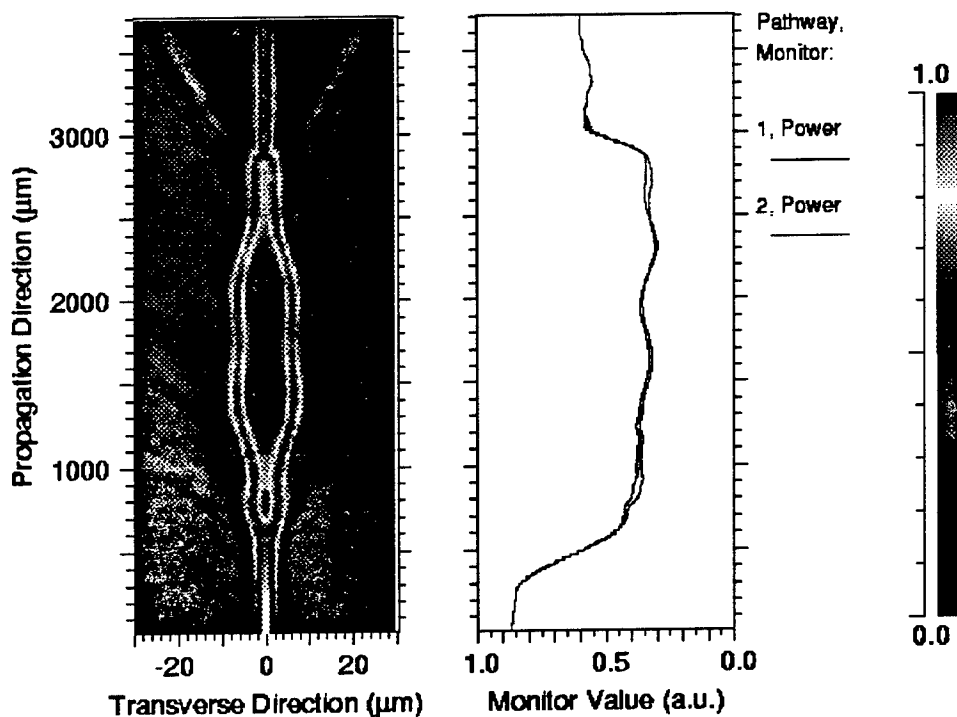 3000
2000
1000
Propagation Direction (µm)
-20
0
20
Transverse Direction (µm)
1.0
0.5
0.0
Monitor Value (a.u.)
Pathway,
Monitor:
1, Power
2, Power
1.0
0.0